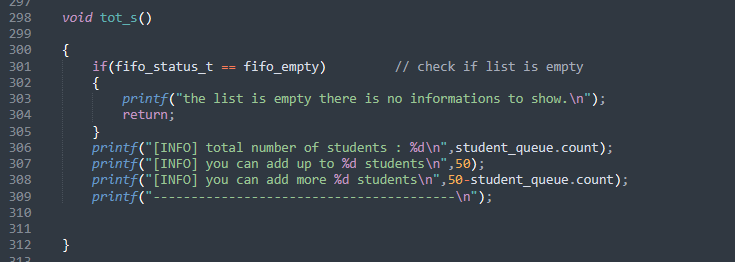 297
298 void tot_s()
299
300 {
301 if(fifo_status_t == fifo_empty) // check if list is empty
302 {
303 printf("the list is empty there is no informations to show.\n");
304 return;
305 }
306 printf("[INFO] total number of students : %d\n",student_queue.count);
307 printf("[INFO] you can add up to %d students\n",50);
308 printf("[INFO] you can add more %d students\n",50-student_queue.count);
309 printf("----------------------------------------\n");
310
311
312 }
313